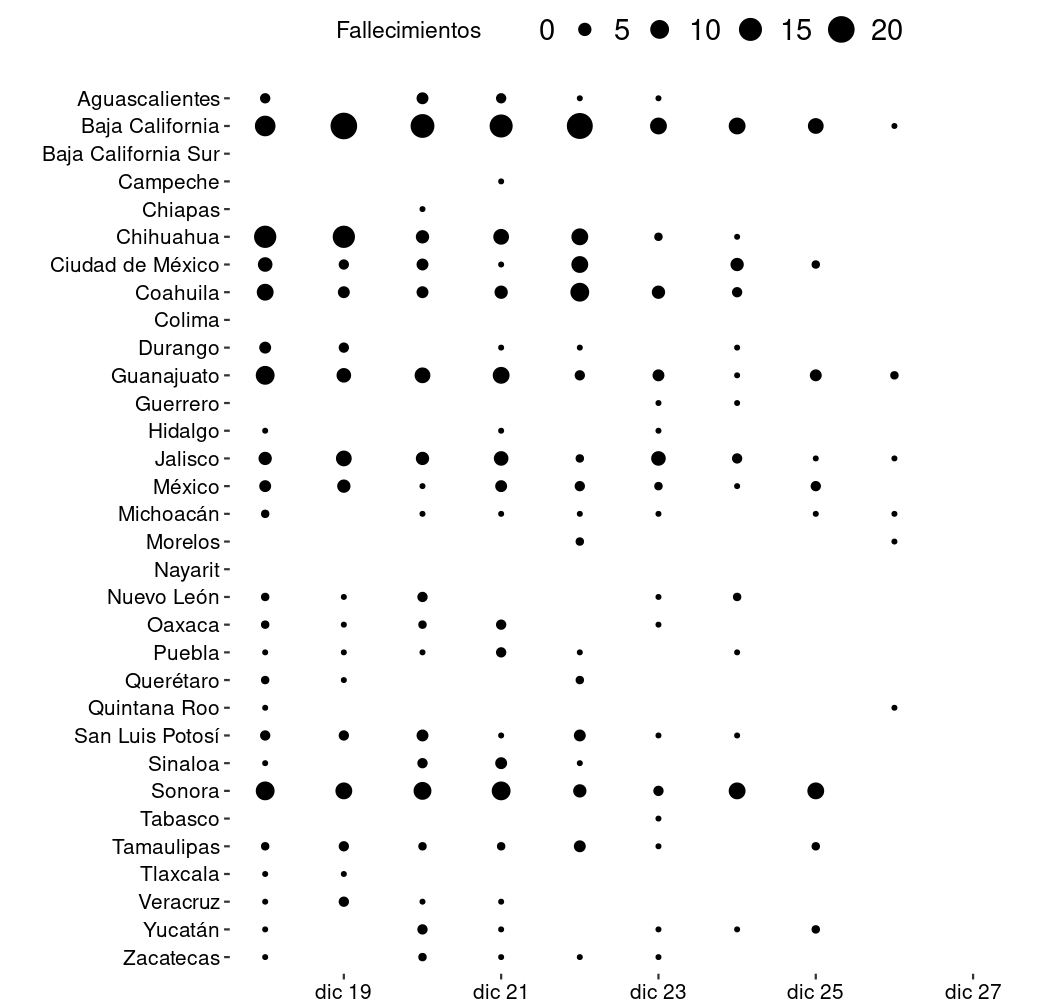 Fallecimientos 0 5 10 15 20
Aguascalientes
Baja California
Baja California Sur
Campeche
Chiapas
Chihuahua
Ciudad de México
Coahuila
Colima
Durango
Guanajuato
Guerrero
Hidalgo
Jalisco
México
Michoacán
Morelos
Nayarit
Nuevo León
Oaxaca
Puebla
Querétaro
Quintana Roo
San Luis Potosí
Sinaloa
Sonora
Tabasco
Tamaulipas
Tlaxcala
Veracruz
Yucatán
Zacatecas
dic 19 dic 21 dic 23 dic 25 dic 27